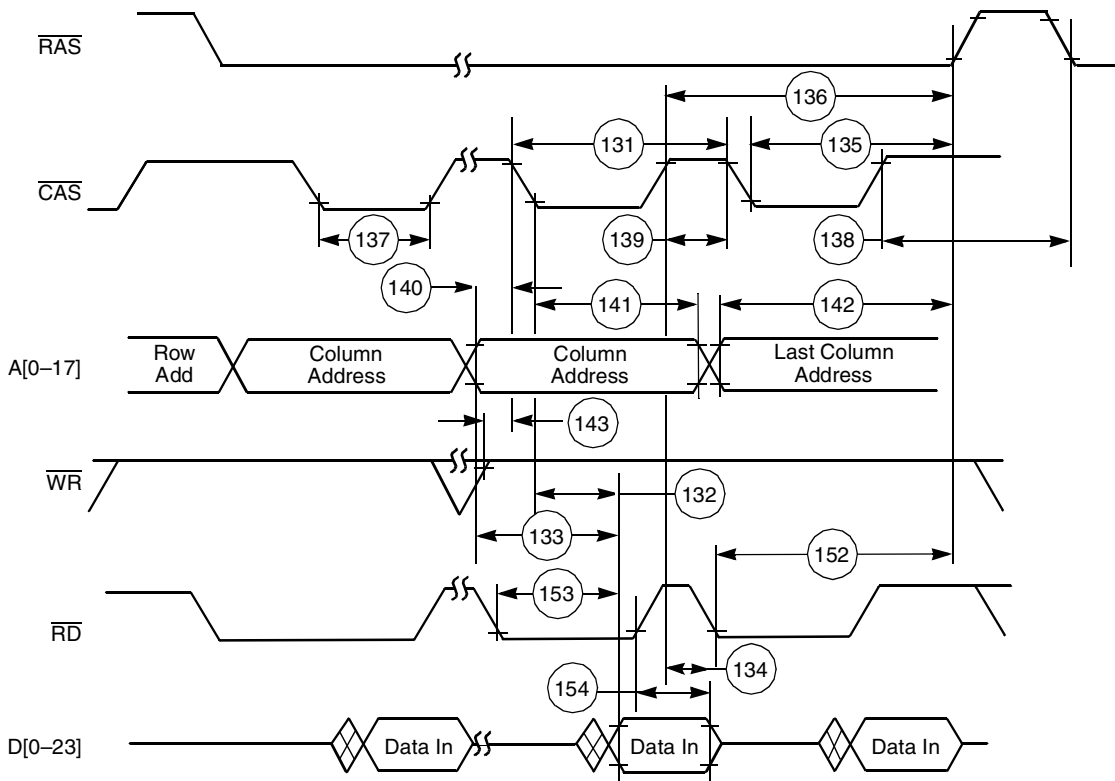 RAS
136
131
135
CAS
137
139
138
140
141
142
A[0–17]
Row
Add
Column
Address
Column
Address
Last Column
Address
143
WR
132
133
152
153
RD
134
154
D[0–23]
Data In
Data In
Data In